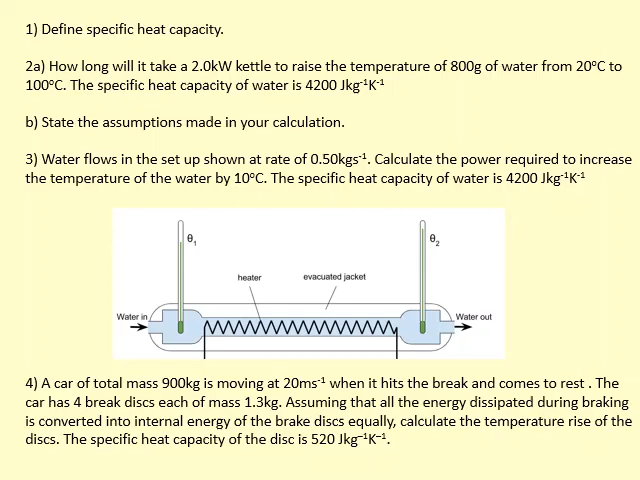 1) Define specific heat capacity.
2a) How long will it take a 2.0kW kettle to raise the temperature of 800g of water from 20⁰C to
100⁰C. The specific heat capacity of water is 4200 Jkg⁻¹K⁻¹
b) State the assumptions made in your calculation.
3) Water flows in the set up shown at rate of 0.50kgs⁻¹. Calculate the power required to increase
the temperature of the water by 10⁰C. The specific heat capacity of water is 4200 Jkg⁻¹K⁻¹
θ₁
θ₂
heater
evacuated jacket
Water in
Water out
4) A car of total mass 900kg is moving at 20ms⁻¹ when it hits the break and comes to rest . The
car has 4 break discs each of mass 1.3kg. Assuming that all the energy dissipated during braking
is converted into internal energy of the brake discs equally, calculate the temperature rise of the
discs. The specific heat capacity of the disc is 520 Jkg⁻¹K⁻¹.